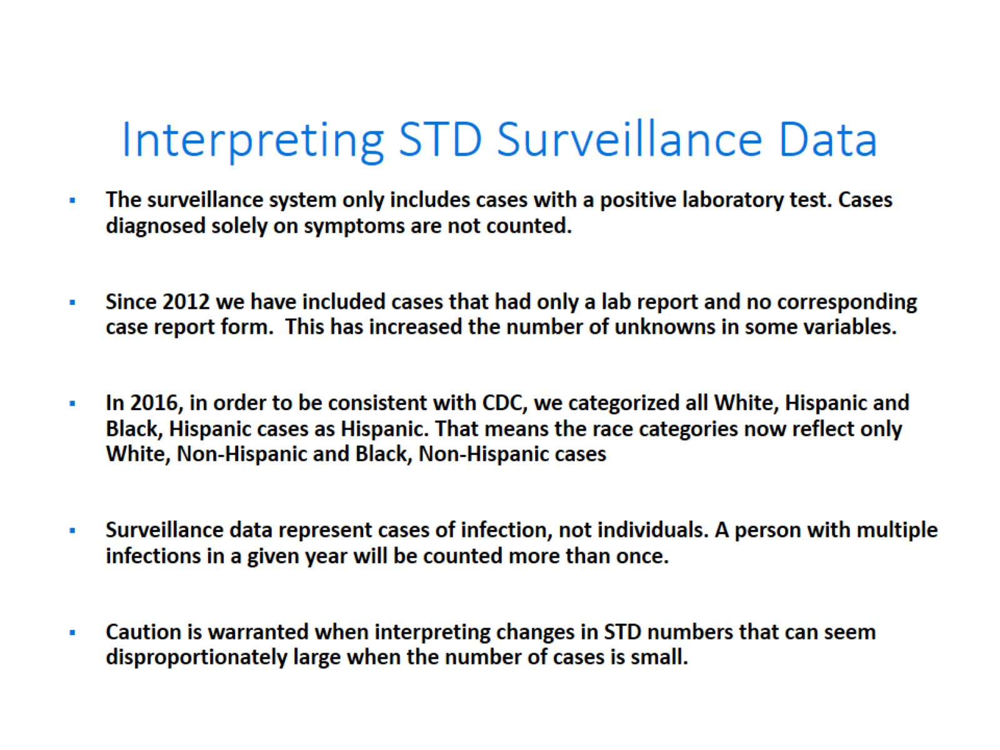 Interpreting STD Surveillance Data
▪ The surveillance system only includes cases with a positive laboratory test. Cases
diagnosed solely on symptoms are not counted.
▪ Since 2012 we have included cases that had only a lab report and no corresponding
case report form.  This has increased the number of unknowns in some variables.
▪ In 2016, in order to be consistent with CDC, we categorized all White, Hispanic and
Black, Hispanic cases as Hispanic. That means the race categories now reflect only
White, Non-Hispanic and Black, Non-Hispanic cases
▪ Surveillance data represent cases of infection, not individuals. A person with multiple
infections in a given year will be counted more than once.
▪ Caution is warranted when interpreting changes in STD numbers that can seem
disproportionately large when the number of cases is small.